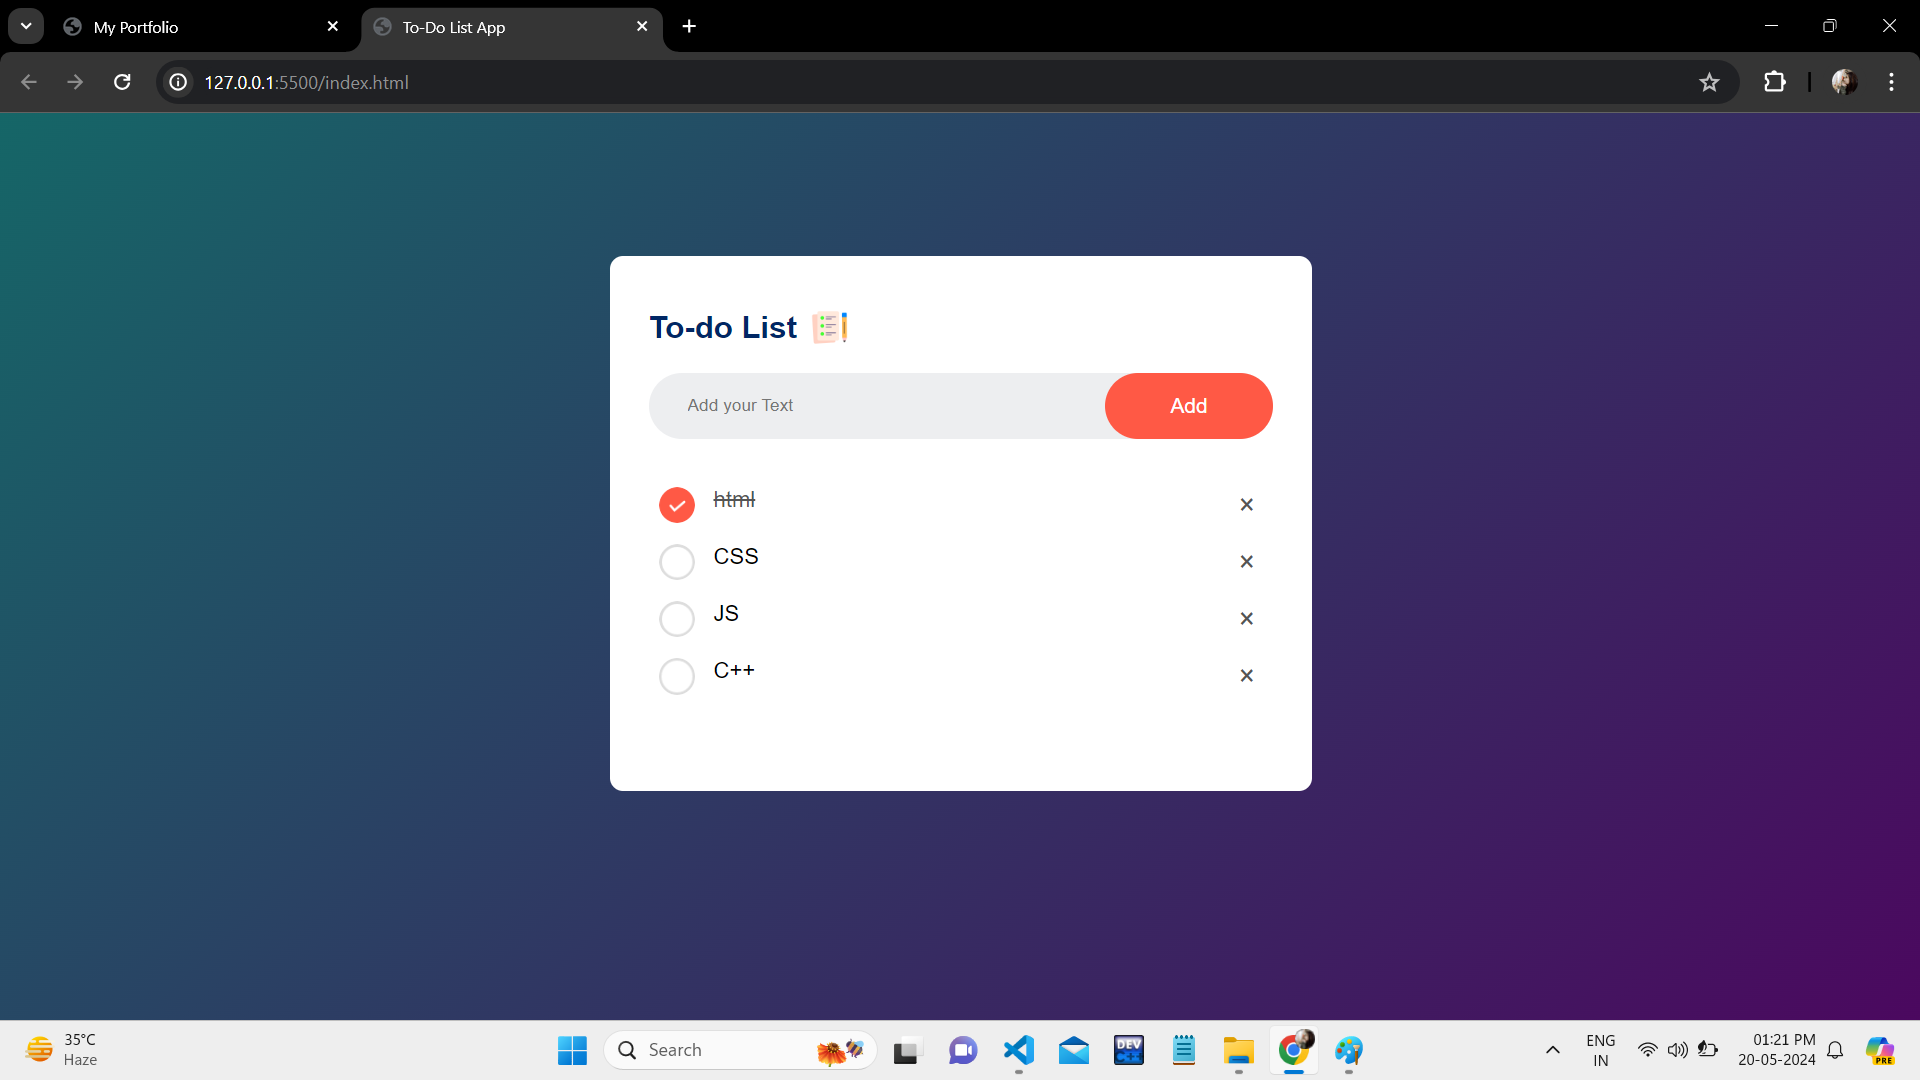 My Portfolio
To-Do List App
127.0.0.1:5500/index.html
To-do List
Add your Text
Add
html
CSS
JS
C++
35°C
Haze
Search
DEV
C++
ENG
IN
01:21 PM
20-05-2024
PRE